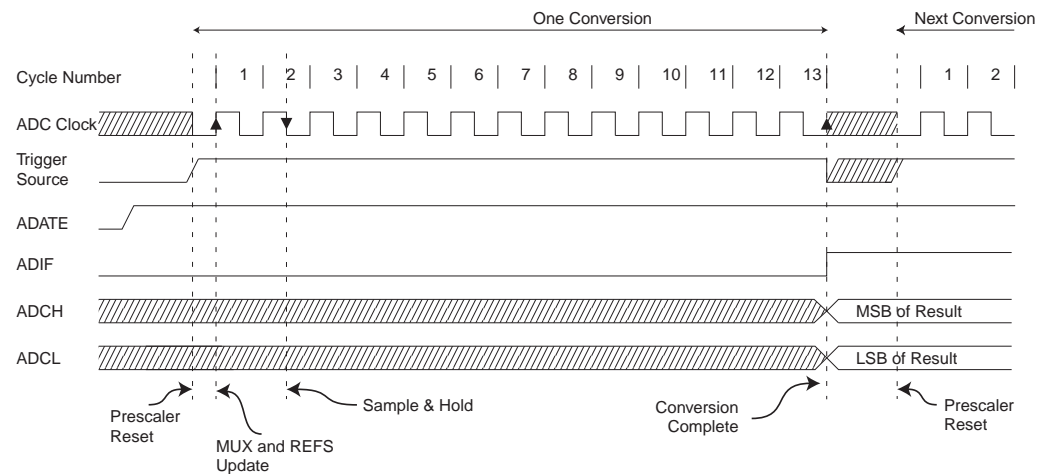 One Conversion
Next Conversion
Cycle Number
1 2 3 4 5 6 7 8 9 10 11 12 13 1 2
ADC Clock
Trigger
Source
ADATE
ADIF
ADCH
MSB of Result
ADCL
LSB of Result
Prescaler
Reset
MUX and REFS
Update
Sample & Hold
Conversion
Complete
Prescaler
Reset